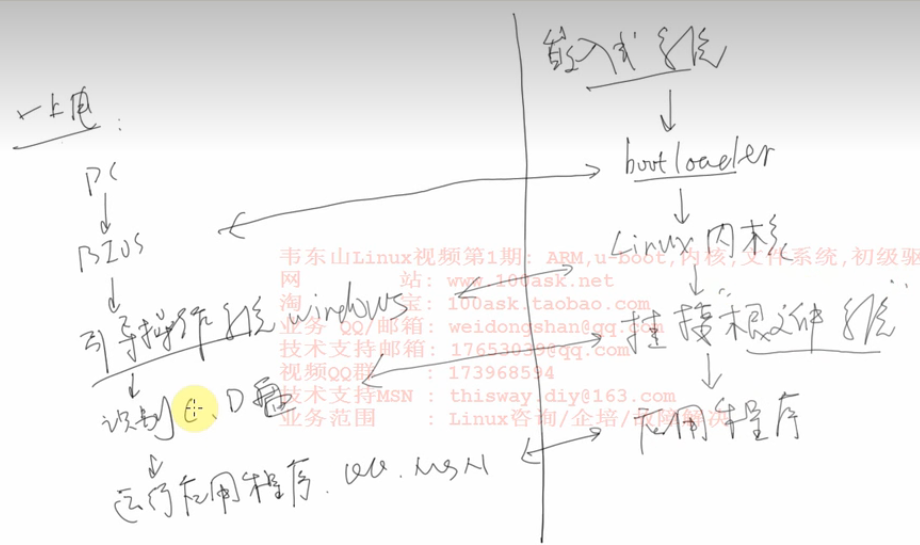 一上电:
PC
BIOS
引导操作系统 windows
识别C、D盘
运行应用程序. QQ. MSN
嵌入式系统
bootloader
Linux内核
挂接"根文件系统"
应用程序
韦东山Linux视频第1期: ARM,u-boot,内核,文件系统,初级驱
网 站: www.100ask.net
淘 宝: 100ask.taobao.com
业务 QQ/邮箱: weidongshan@qq.com
技术支持邮箱: 17653039@qq.com
视频QQ群 : 173968594
技术支持MSN : thisway.diy@163.com
业务范围 : Linux咨询/企培/故障解决